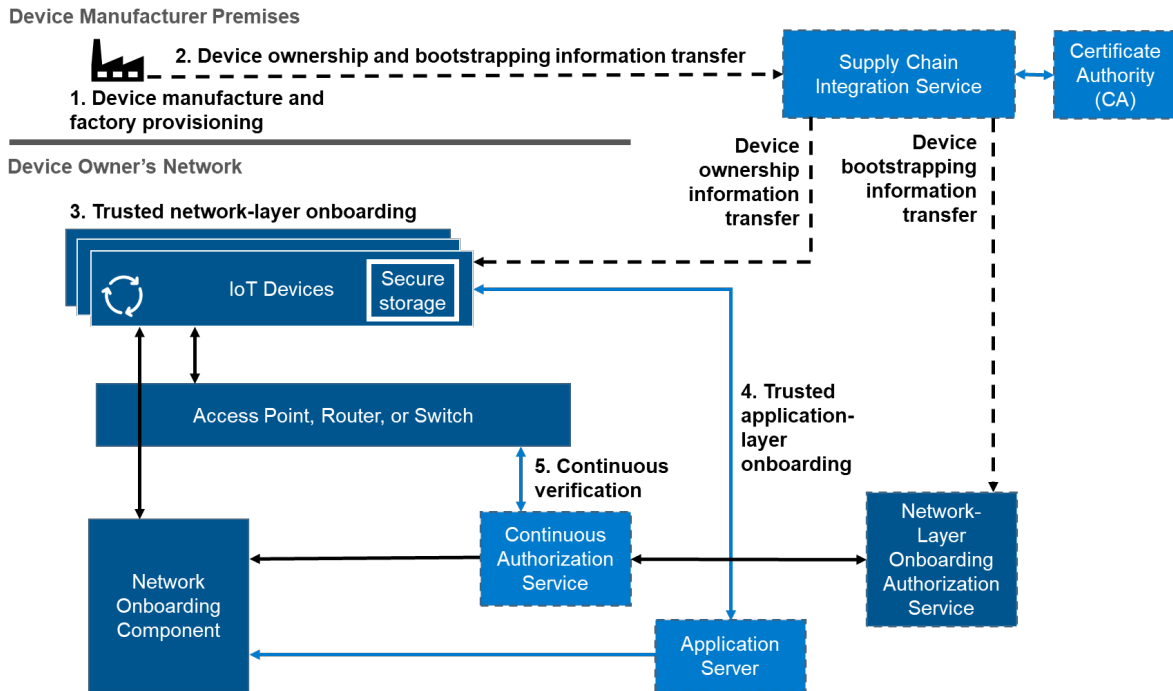 Device Manufacturer Premises
2. Device ownership and bootstrapping information transfer
1. Device manufacture and
factory provisioning
Supply Chain
Integration Service
Certificate
Authority
(CA)
Device Owner’s Network
Device
ownership
information
transfer
Device
bootstrapping
information
transfer
3. Trusted network-layer onboarding
IoT Devices
Secure
storage
Access Point, Router, or Switch
4. Trusted
application-
layer
onboarding
5. Continuous
verification
Network
Onboarding
Component
Continuous
Authorization
Service
Network-
Layer
Onboarding
Authorization
Service
Application
Server